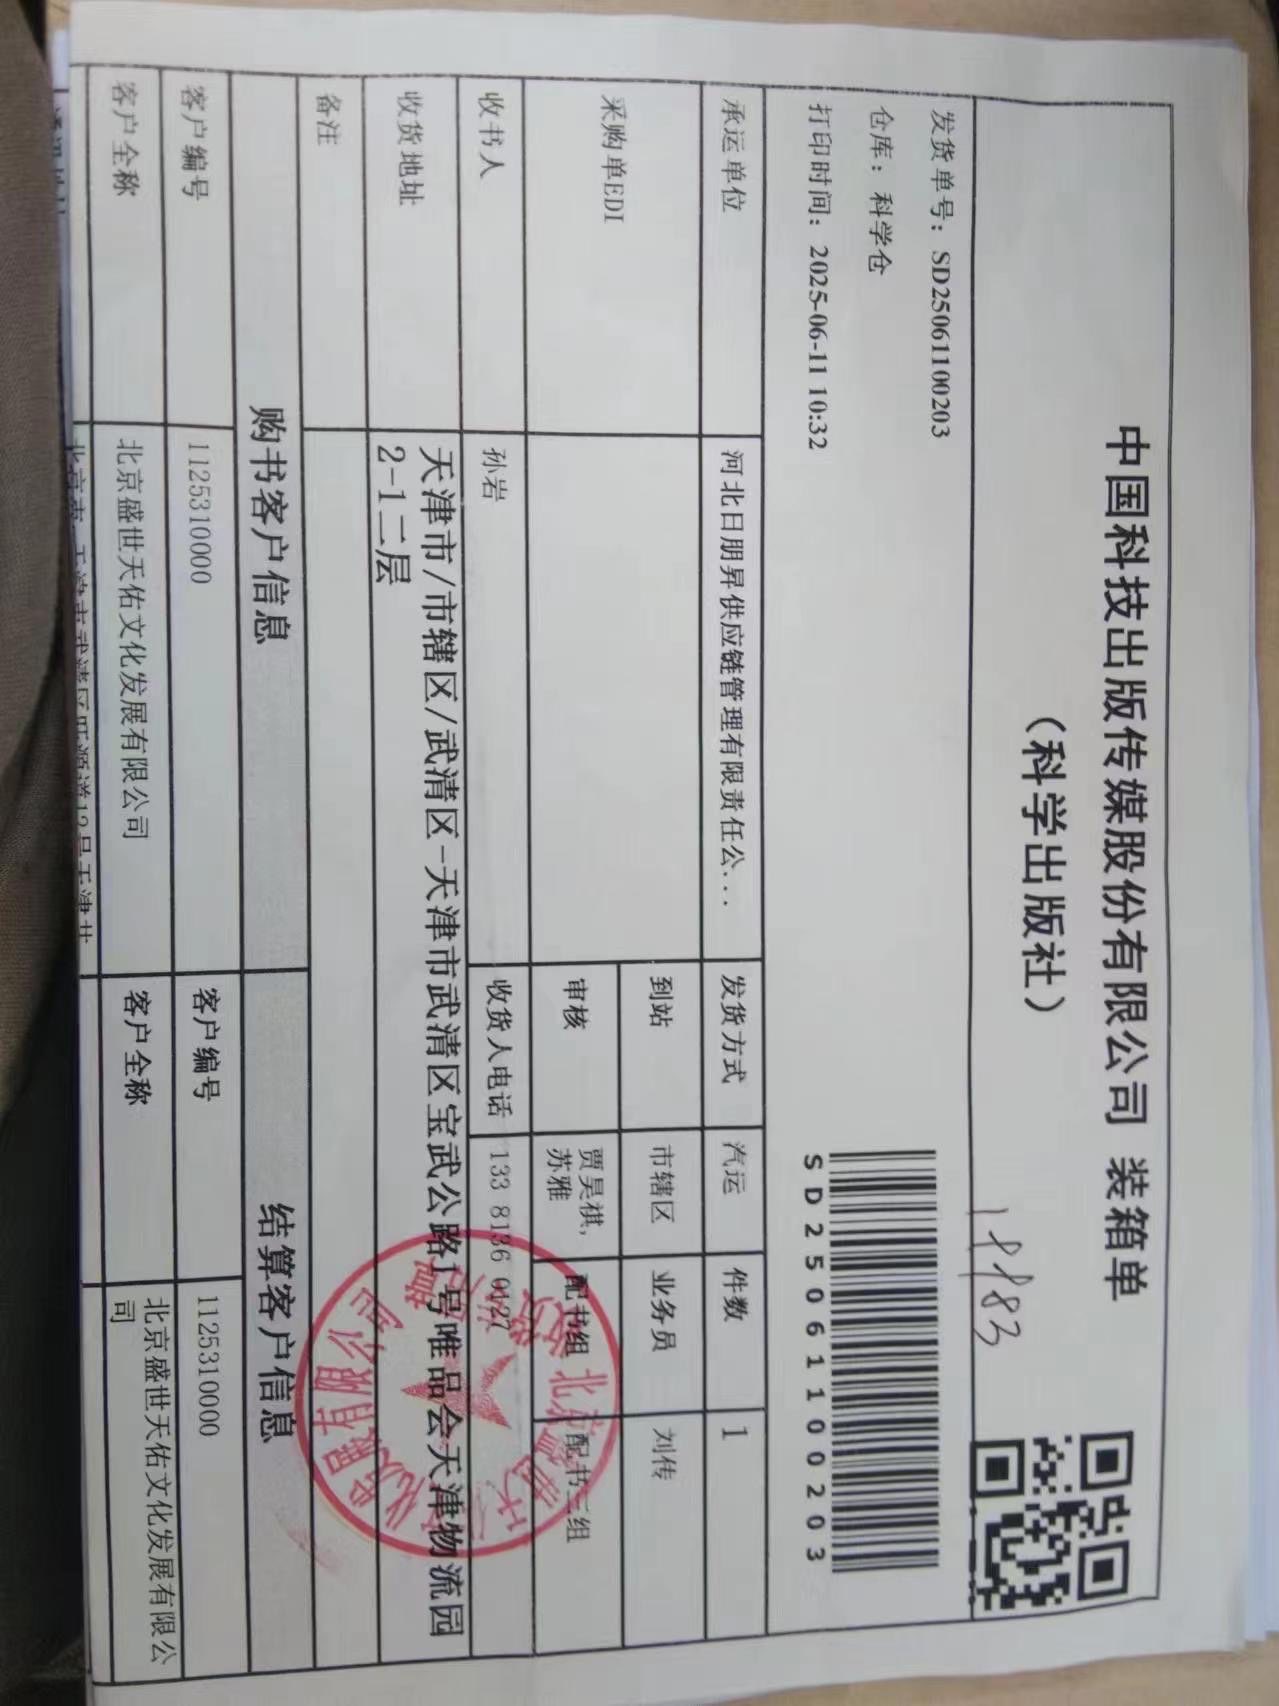 中国科技出版传媒股份有限公司 装箱单
(科学出版社)
18183
发货单号: SD25061100203
仓库: 科学仓
打印时间: 2025-06-11 10:32
SD25061100203
承运单位 河北日朋昇供应链管理有限责任公... 发货方式 汽运 件数 1
采购单EDI 到站 市辖区 业务员 刘传
审核 贾昊祺, 苏雅 配书组 配书二组
收书人 孙岩 收货人电话 133 8136 0127
收货地址 天津市/市辖区/武清区-天津市武清区宝武公路1号唯品会天津物流园
2-1二层
备注
购书客户信息 结算客户信息
客户编号 1125310000 客户编号 1125310000
客户全称 北京盛世天佑文化发展有限公司 客户全称 北京盛世天佑文化发展有限公
司